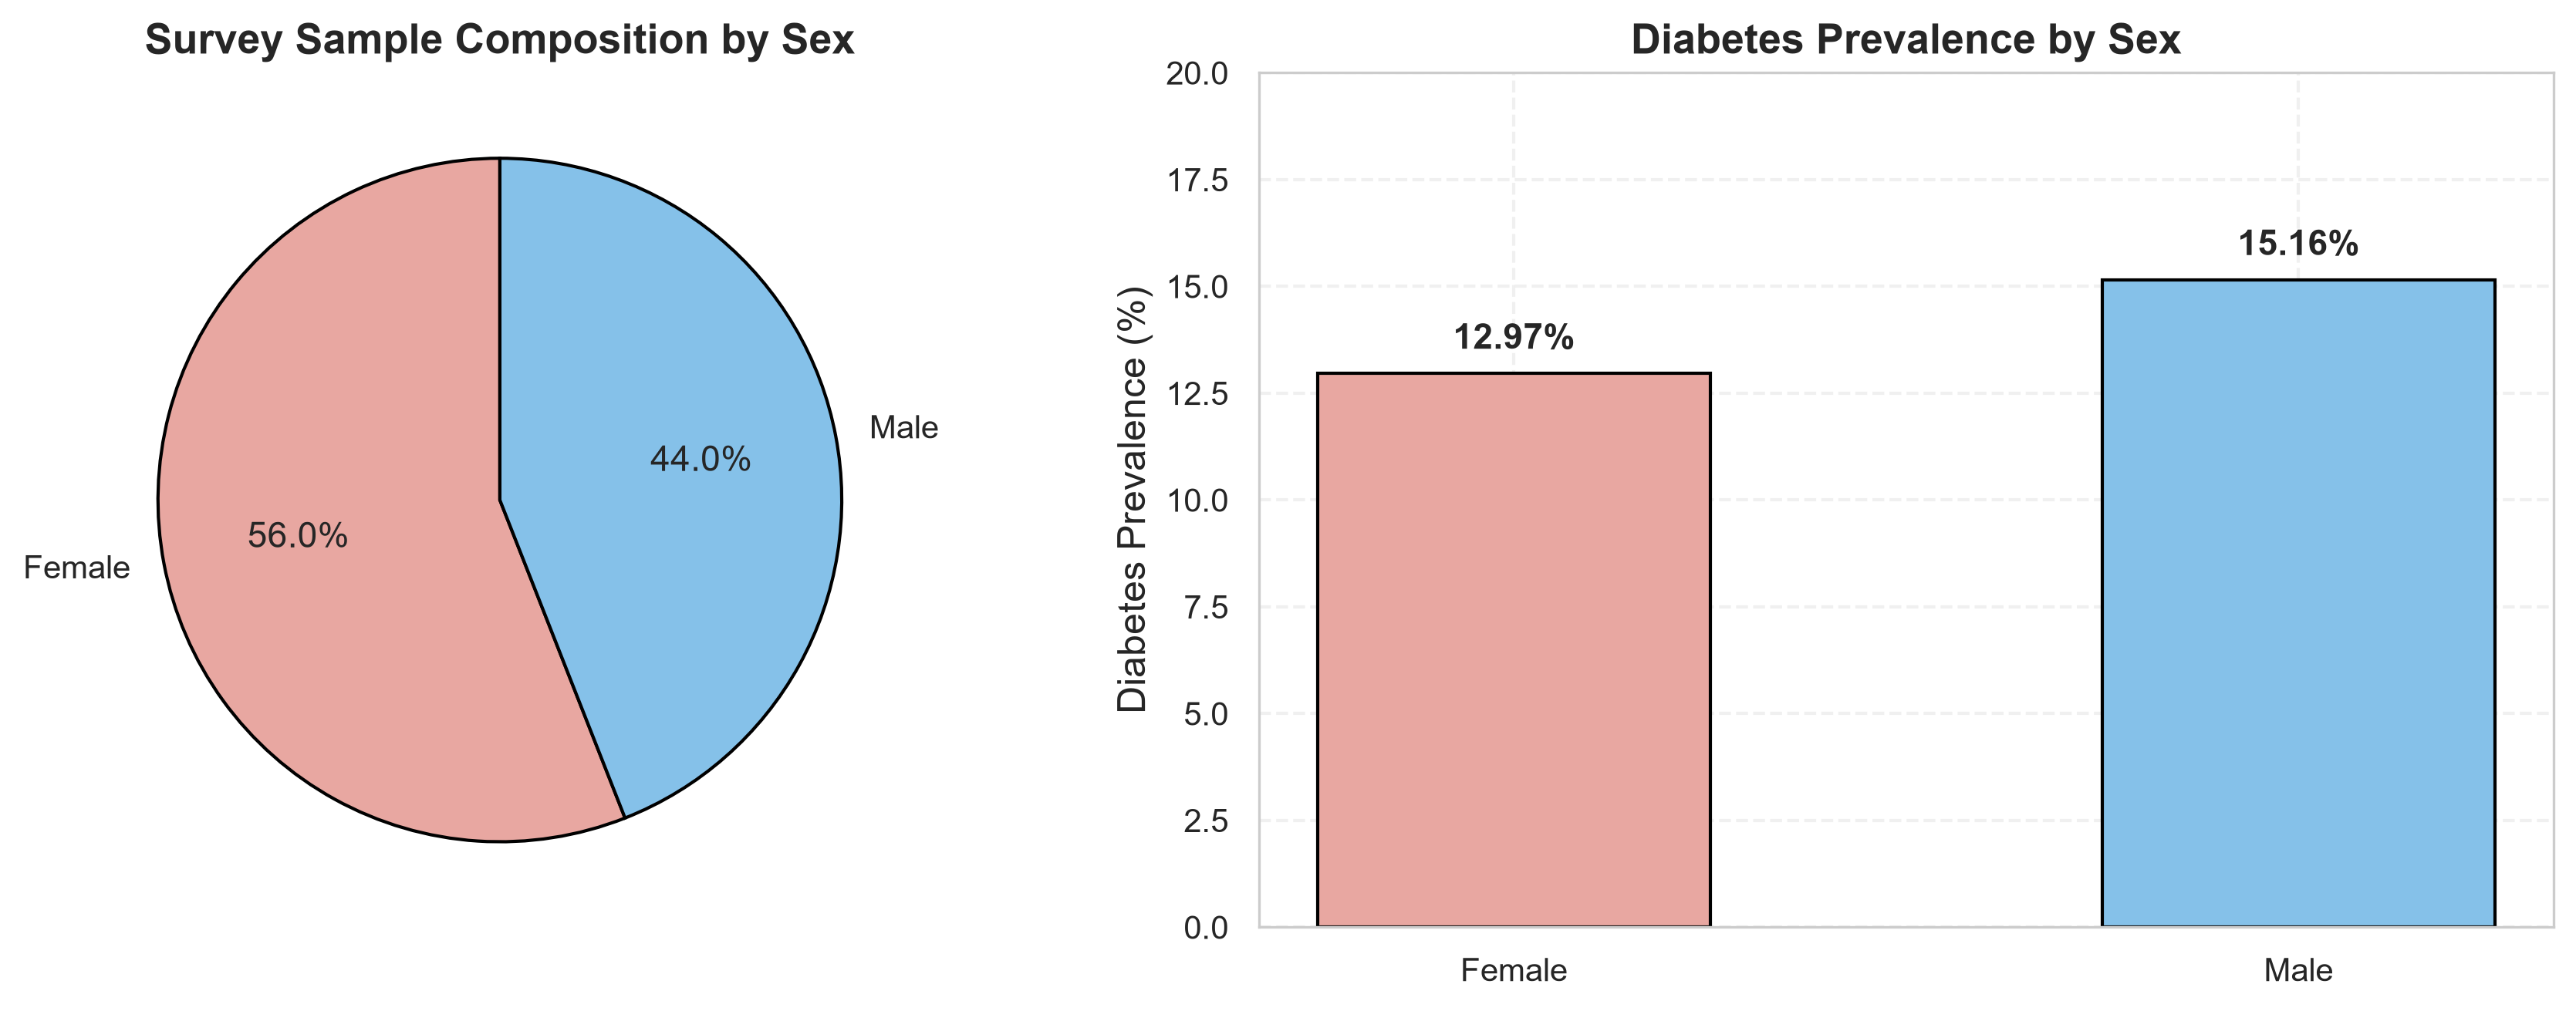 Survey Sample Composition by Sex
Male
44.0%
56.0%
Female
Diabetes Prevalence by Sex
Diabetes Prevalence (%)
20.0
17.5
15.0
12.5
10.0
7.5
5.0
2.5
0.0
12.97%
15.16%
Female
Male